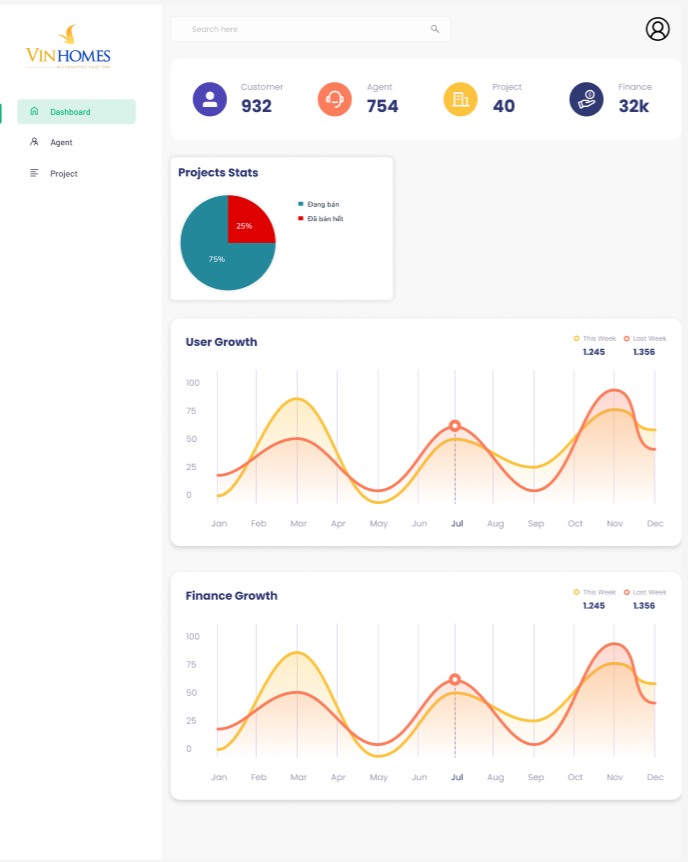 VINHOMES
Dashboard
Agent
Project
Search here
Customer
932
Agent
754
Project
40
Finance
32k
Projects Stats
25%
75%
Đang bán
Đã bán hết
User Growth
This Week
1.245
Last Week
1.356
100
75
50
25
0
Jan Feb Mar Apr May Jun Jul Aug Sep Oct Nov Dec
Finance Growth
This Week
1.245
Last Week
1.356
100
75
50
25
0
Jan Feb Mar Apr May Jun Jul Aug Sep Oct Nov Dec